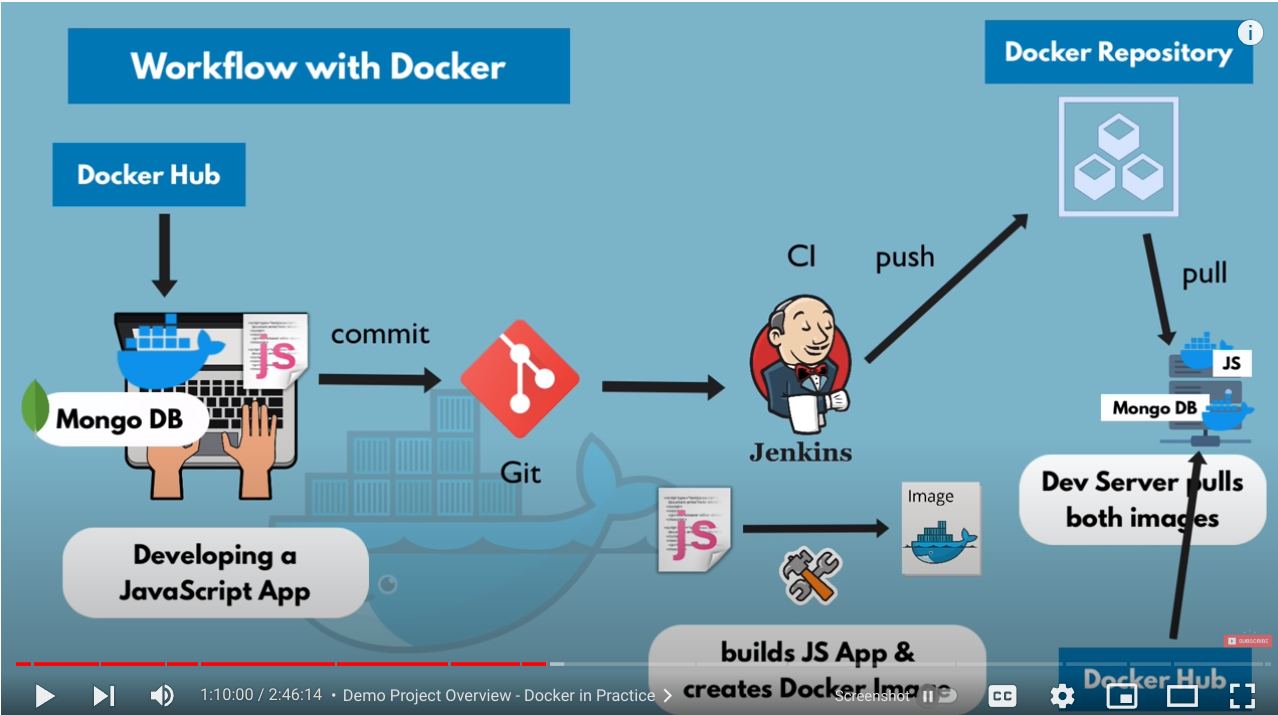 Workflow with Docker
Docker Repository
i
Docker Hub
CI
push
pull
commit
js
JS
Mongo DB
Mongo DB
Jenkins
Git
Dev Server pulls
both images
js
Image
Developing a
JavaScript App
SUBSCRIBE
builds JS App &
creates Docker Image
Docker Hub
1:10:00 / 2:46:14 • Demo Project Overview - Docker in Practice
Screenshot
CC